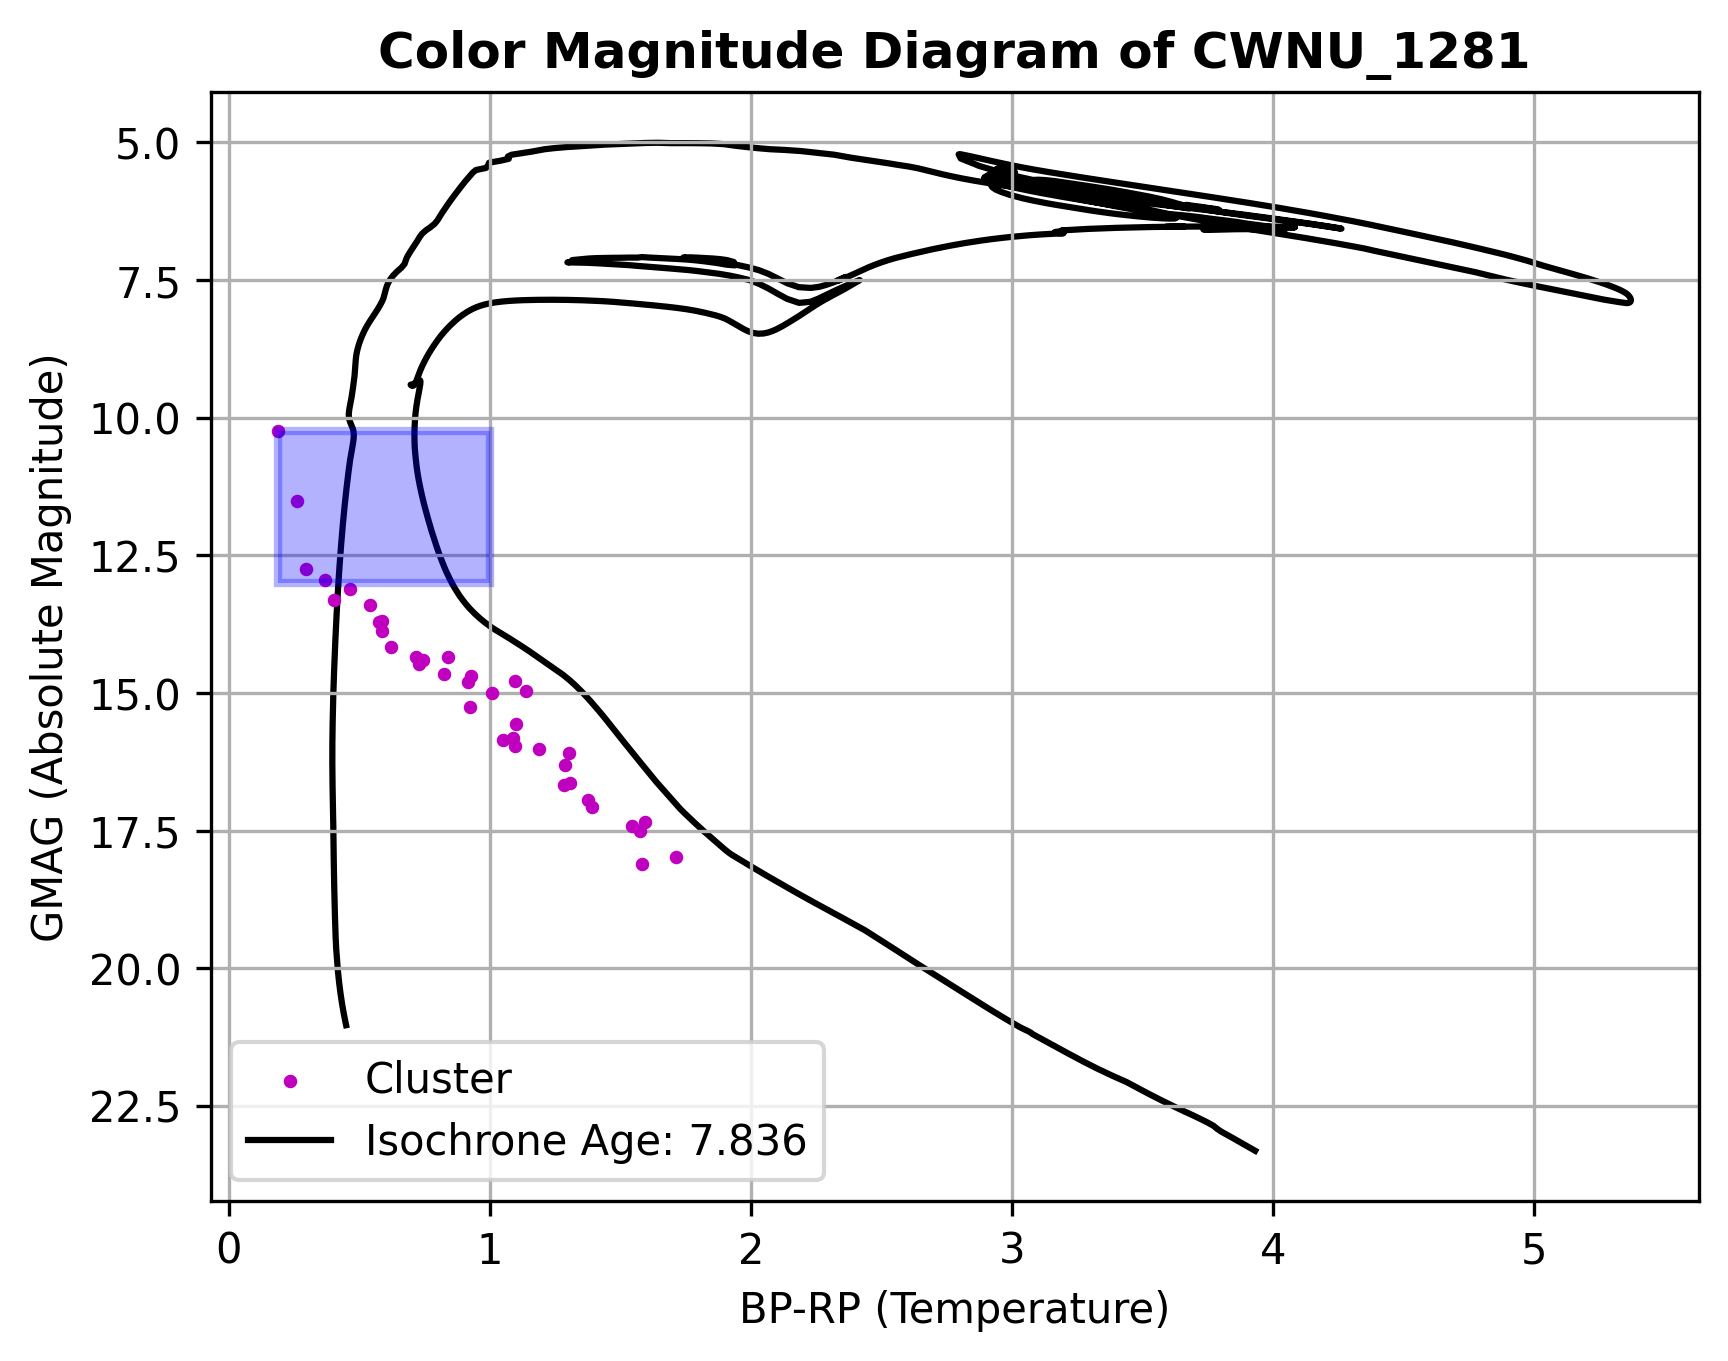 Color Magnitude Diagram of CWNU_1281
GMAG (Absolute Magnitude)
5.0
7.5
10.0
12.5
15.0
17.5
20.0
22.5
Cluster
Isochrone Age: 7.836
0 1 2 3 4 5
BP-RP (Temperature)